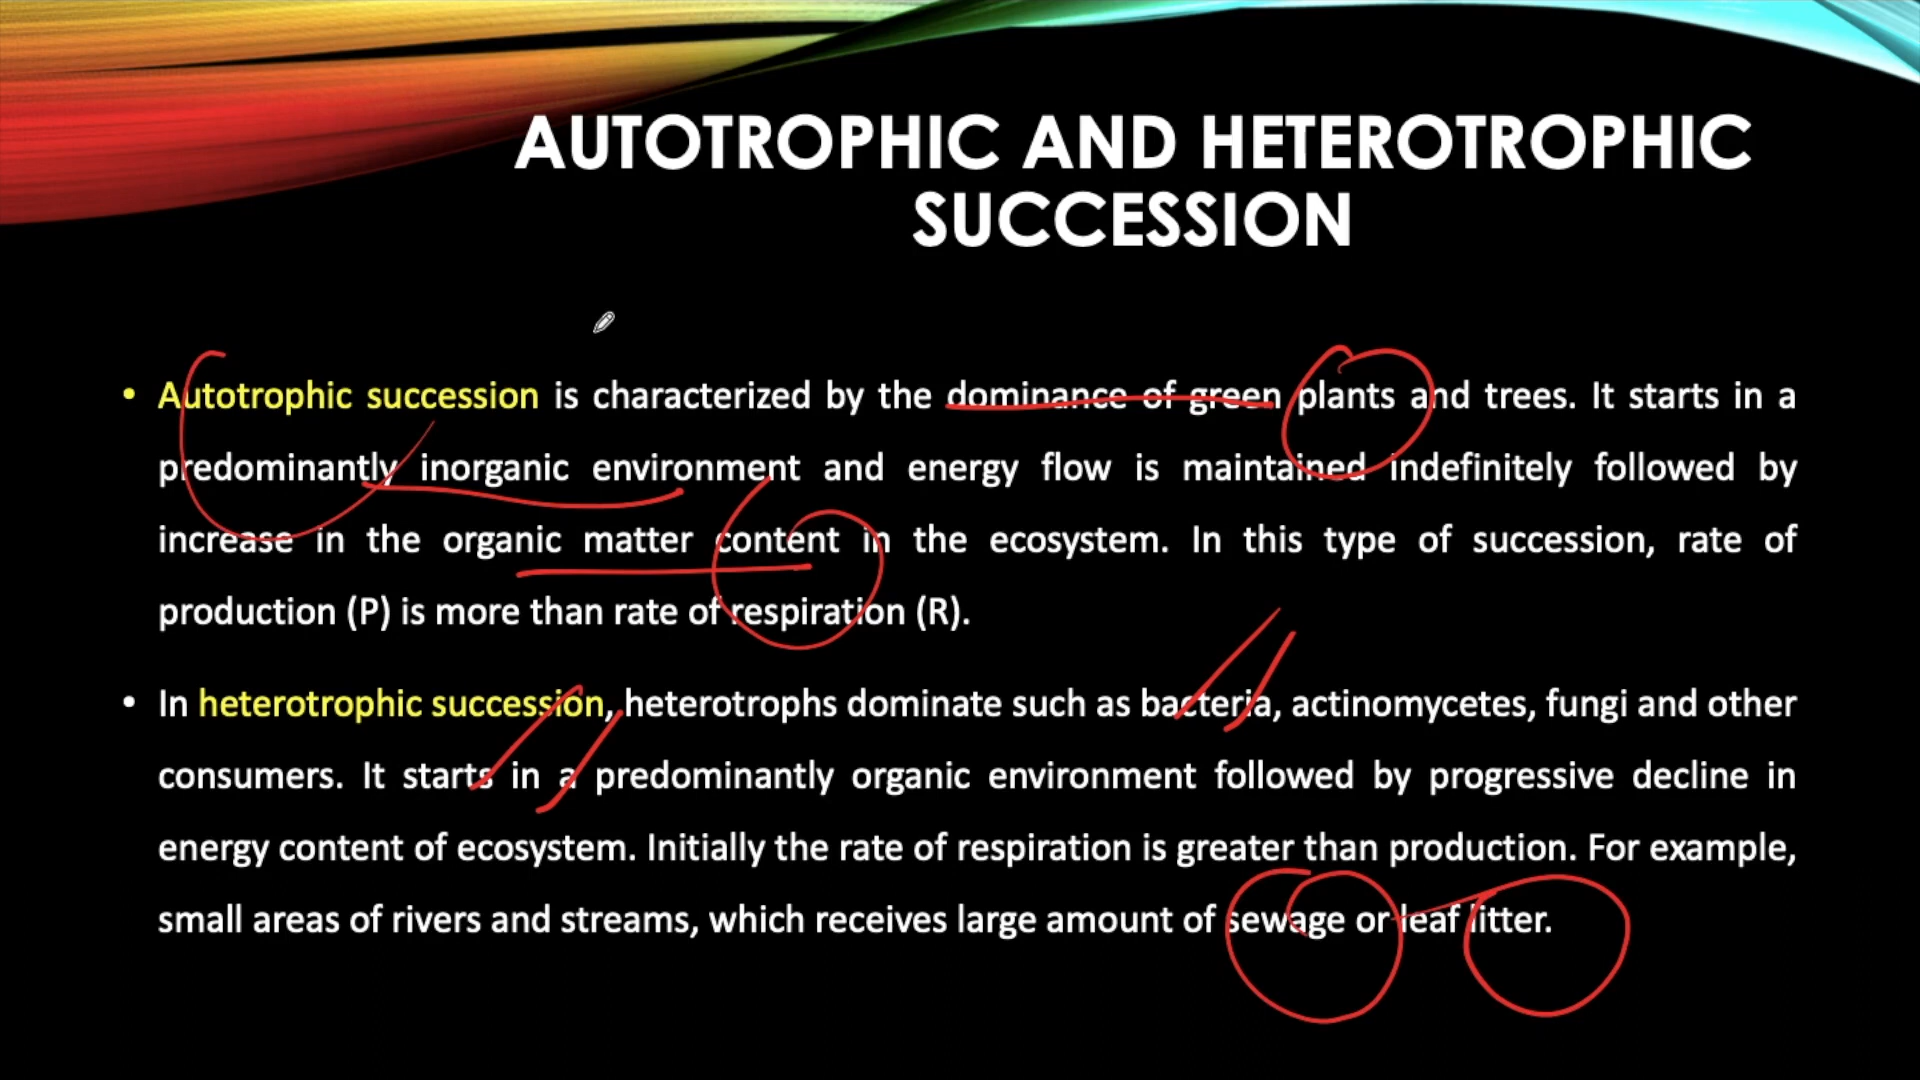 AUTOTROPHIC AND HETEROTROPHIC
SUCCESSION
• Autotrophic succession is characterized by the dominance of green plants and trees. It starts in a
predominantly inorganic environment and energy flow is maintained indefinitely followed by
increase in the organic matter content in the ecosystem. In this type of succession, rate of
production (P) is more than rate of respiration (R).
• In heterotrophic succession, heterotrophs dominate such as bacteria, actinomycetes, fungi and other
consumers. It starts in a predominantly organic environment followed by progressive decline in
energy content of ecosystem. Initially the rate of respiration is greater than production. For example,
small areas of rivers and streams, which receives large amount of sewage or leaf litter.